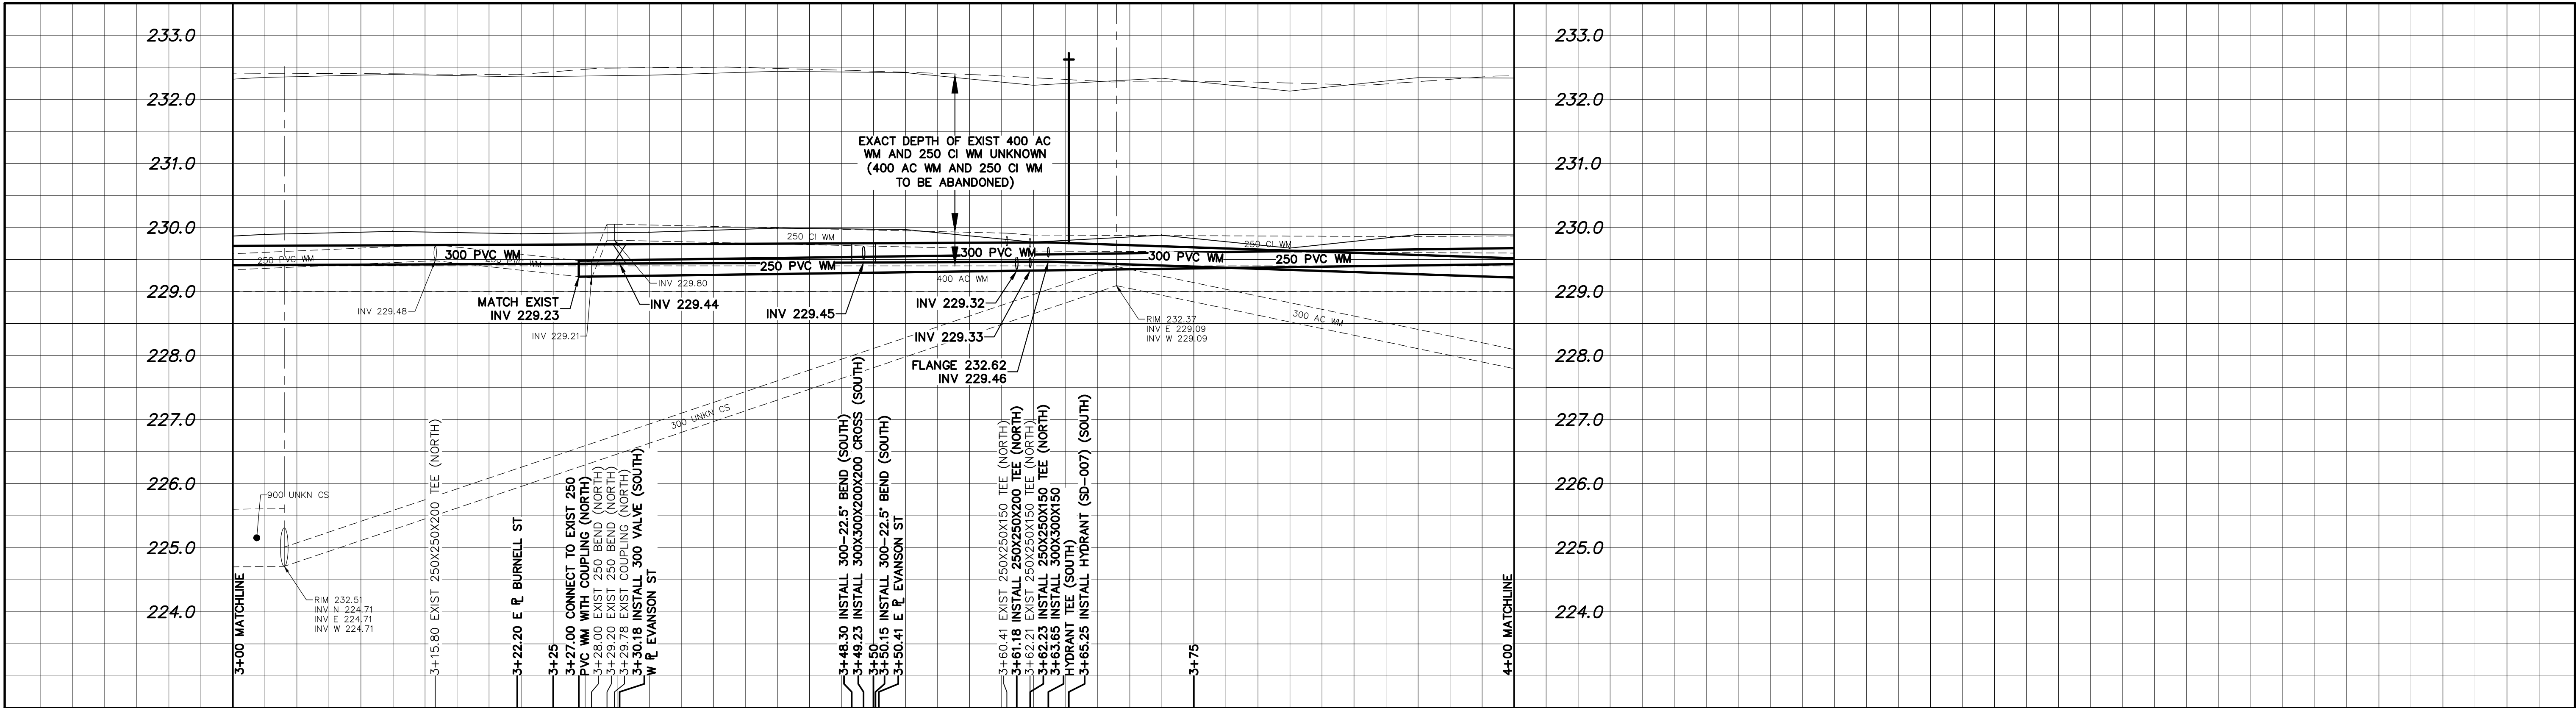 233.0
232.0
231.0
230.0
229.0
228.0
227.0
226.0
225.0
224.0
233.0
232.0
231.0
230.0
229.0
228.0
227.0
226.0
225.0
224.0
EXACT DEPTH OF EXIST 400 AC
WM AND 250 CI WM UNKNOWN
(400 AC WM AND 250 CI WM
TO BE ABANDONED)
250 CI WM
250 CI WM
250 PVC WM
300 PVC WM
250 PVC WM
300 PVC WM
300 PVC WM
250 PVC WM
400 AC WM
INV 229.48
MATCH EXIST
INV 229.23
INV 229.21
INV 229.80
INV 229.44
INV 229.45
INV 229.32
INV 229.33
FLANGE 232.62
INV 229.46
RIM 232.37
INV E 229.09
INV W 229.09
300 AC WM
300 UNKN CS
900 UNKN CS
RIM 232.51
INV N 224.71
INV E 224.71
INV W 224.71
3+00 MATCHLINE
3+15.80 EXIST 250X250X200 TEE (NORTH)
3+22.20 E PL BURNELL ST
3+25
3+27.00 CONNECT TO EXIST 250
PVC WM WITH COUPLING (NORTH)
3+28.00 EXIST 250 BEND (NORTH)
3+29.20 EXIST 250 BEND (NORTH)
3+29.78 EXIST COUPLING (NORTH)
3+30.18 INSTALL 300 VALVE (SOUTH)
W PL EVANSON ST
3+48.30 INSTALL 300-22.5° BEND (SOUTH)
3+49.23 INSTALL 300X300X200X200 CROSS (SOUTH)
3+50
3+50.15 INSTALL 300-22.5° BEND (SOUTH)
3+50.41 E PL EVANSON ST
3+60.41 EXIST 250X250X150 TEE (NORTH)
3+61.18 INSTALL 250X250X200 TEE (NORTH)
3+62.21 EXIST 250X250X150 TEE (NORTH)
3+62.23 INSTALL 250X250X150 TEE (NORTH)
3+63.65 INSTALL 300X300X150
HYDRANT TEE (SOUTH)
3+65.25 INSTALL HYDRANT (SD-007) (SOUTH)
3+75
4+00 MATCHLINE